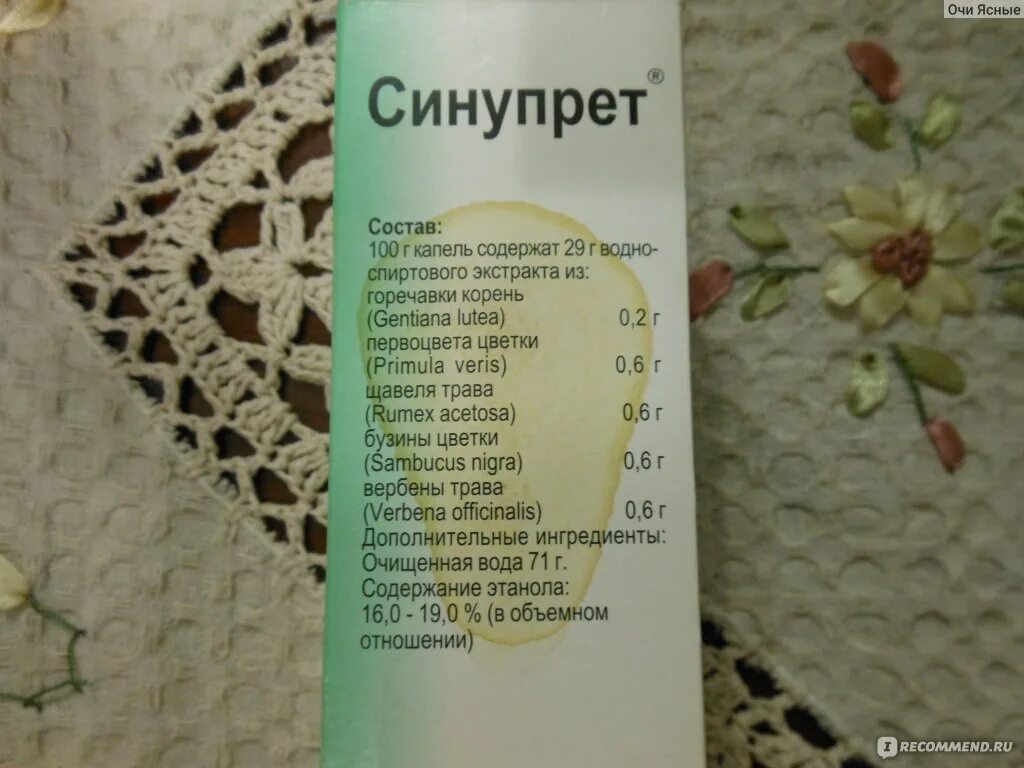 Очи Ясные
Синупрет®
Состав:
100 г капель содержат 29 г водно-
спиртового экстракта из:
горечавки корень
(Gentiana lutea) 0,2 г
первоцвета цветки
(Primula veris) 0,6 г
щавеля трава
(Rumex acetosa) 0,6 г
бузины цветки
(Sambucus nigra) 0,6 г
вербены трава
(Verbena officinalis) 0,6 г
Дополнительные ингредиенты:
Очищенная вода 71 г.
Содержание этанола:
16,0 - 19,0 % (в объемном
отношении)
IRECOMMEND.RU